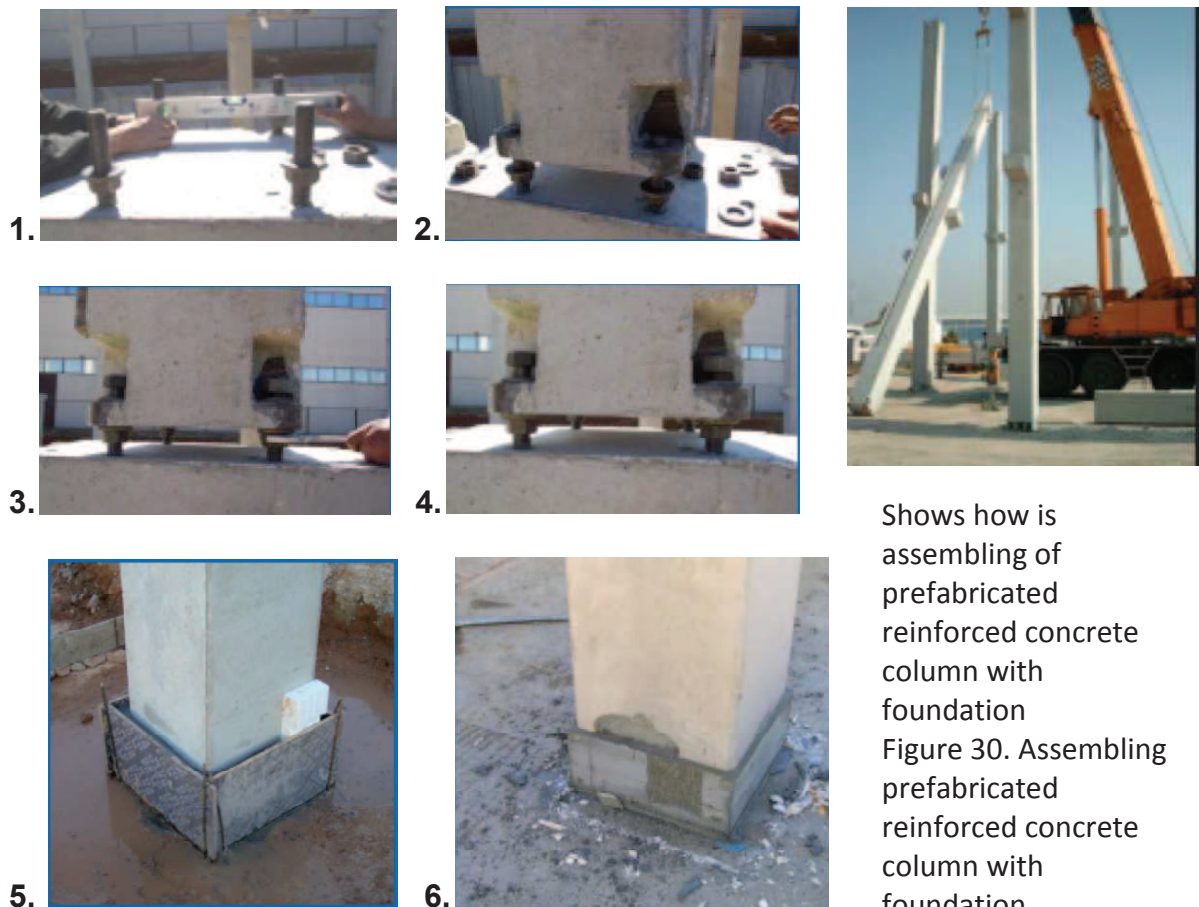 1.
2.
3.
4.
5.
6.
Shows how is
assembling of
prefabricated
reinforced concrete
column with
foundation
Figure 30. Assembling
prefabricated
reinforced concrete
column with
foundation